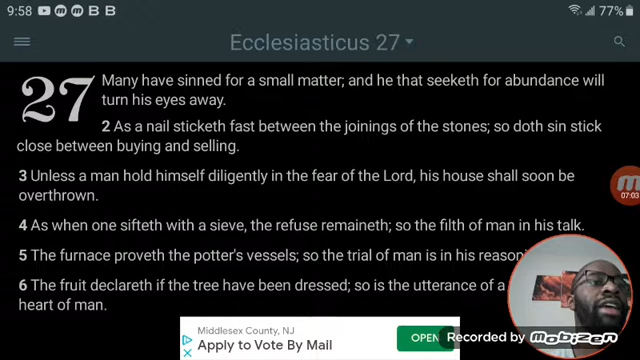 9:58
77%
Ecclesiasticus 27
27 Many have sinned for a small matter; and he that seeketh for abundance will
turn his eyes away.
2 As a nail sticketh fast between the joinings of the stones; so doth sin stick
close between buying and selling.
3 Unless a man hold himself diligently in the fear of the Lord, his house shall soon be
overthrown.
4 As when one sifteth with a sieve, the refuse remaineth; so the filth of man in his talk.
5 The furnace proveth the potter's vessels; so the trial of man is in his
6 The fruit declareth if the tree have been dressed; so is the utterance of a
heart of man.
07:03
Middlesex County, NJ
Apply to Vote By Mail
OPEN
Recorded by mobizen